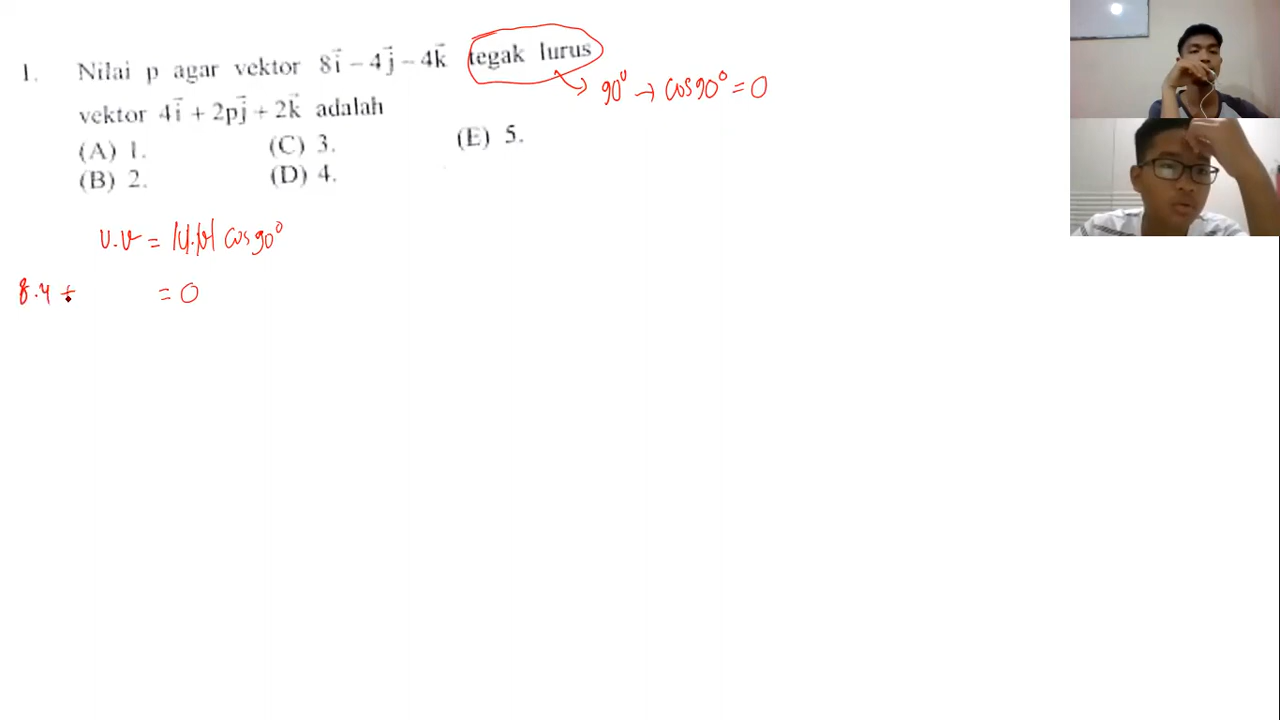 1. Nilai p agar vektor 8i⃗ − 4j⃗ − 4k⃗ tegak lurus
90° → cos 90° = 0
vektor 4i⃗ + 2pj⃗ + 2k⃗ adalah
(A) 1. (C) 3. (E) 5.
(B) 2. (D) 4.
u.v = |u|.|v| cos 90°
8.4 + = 0